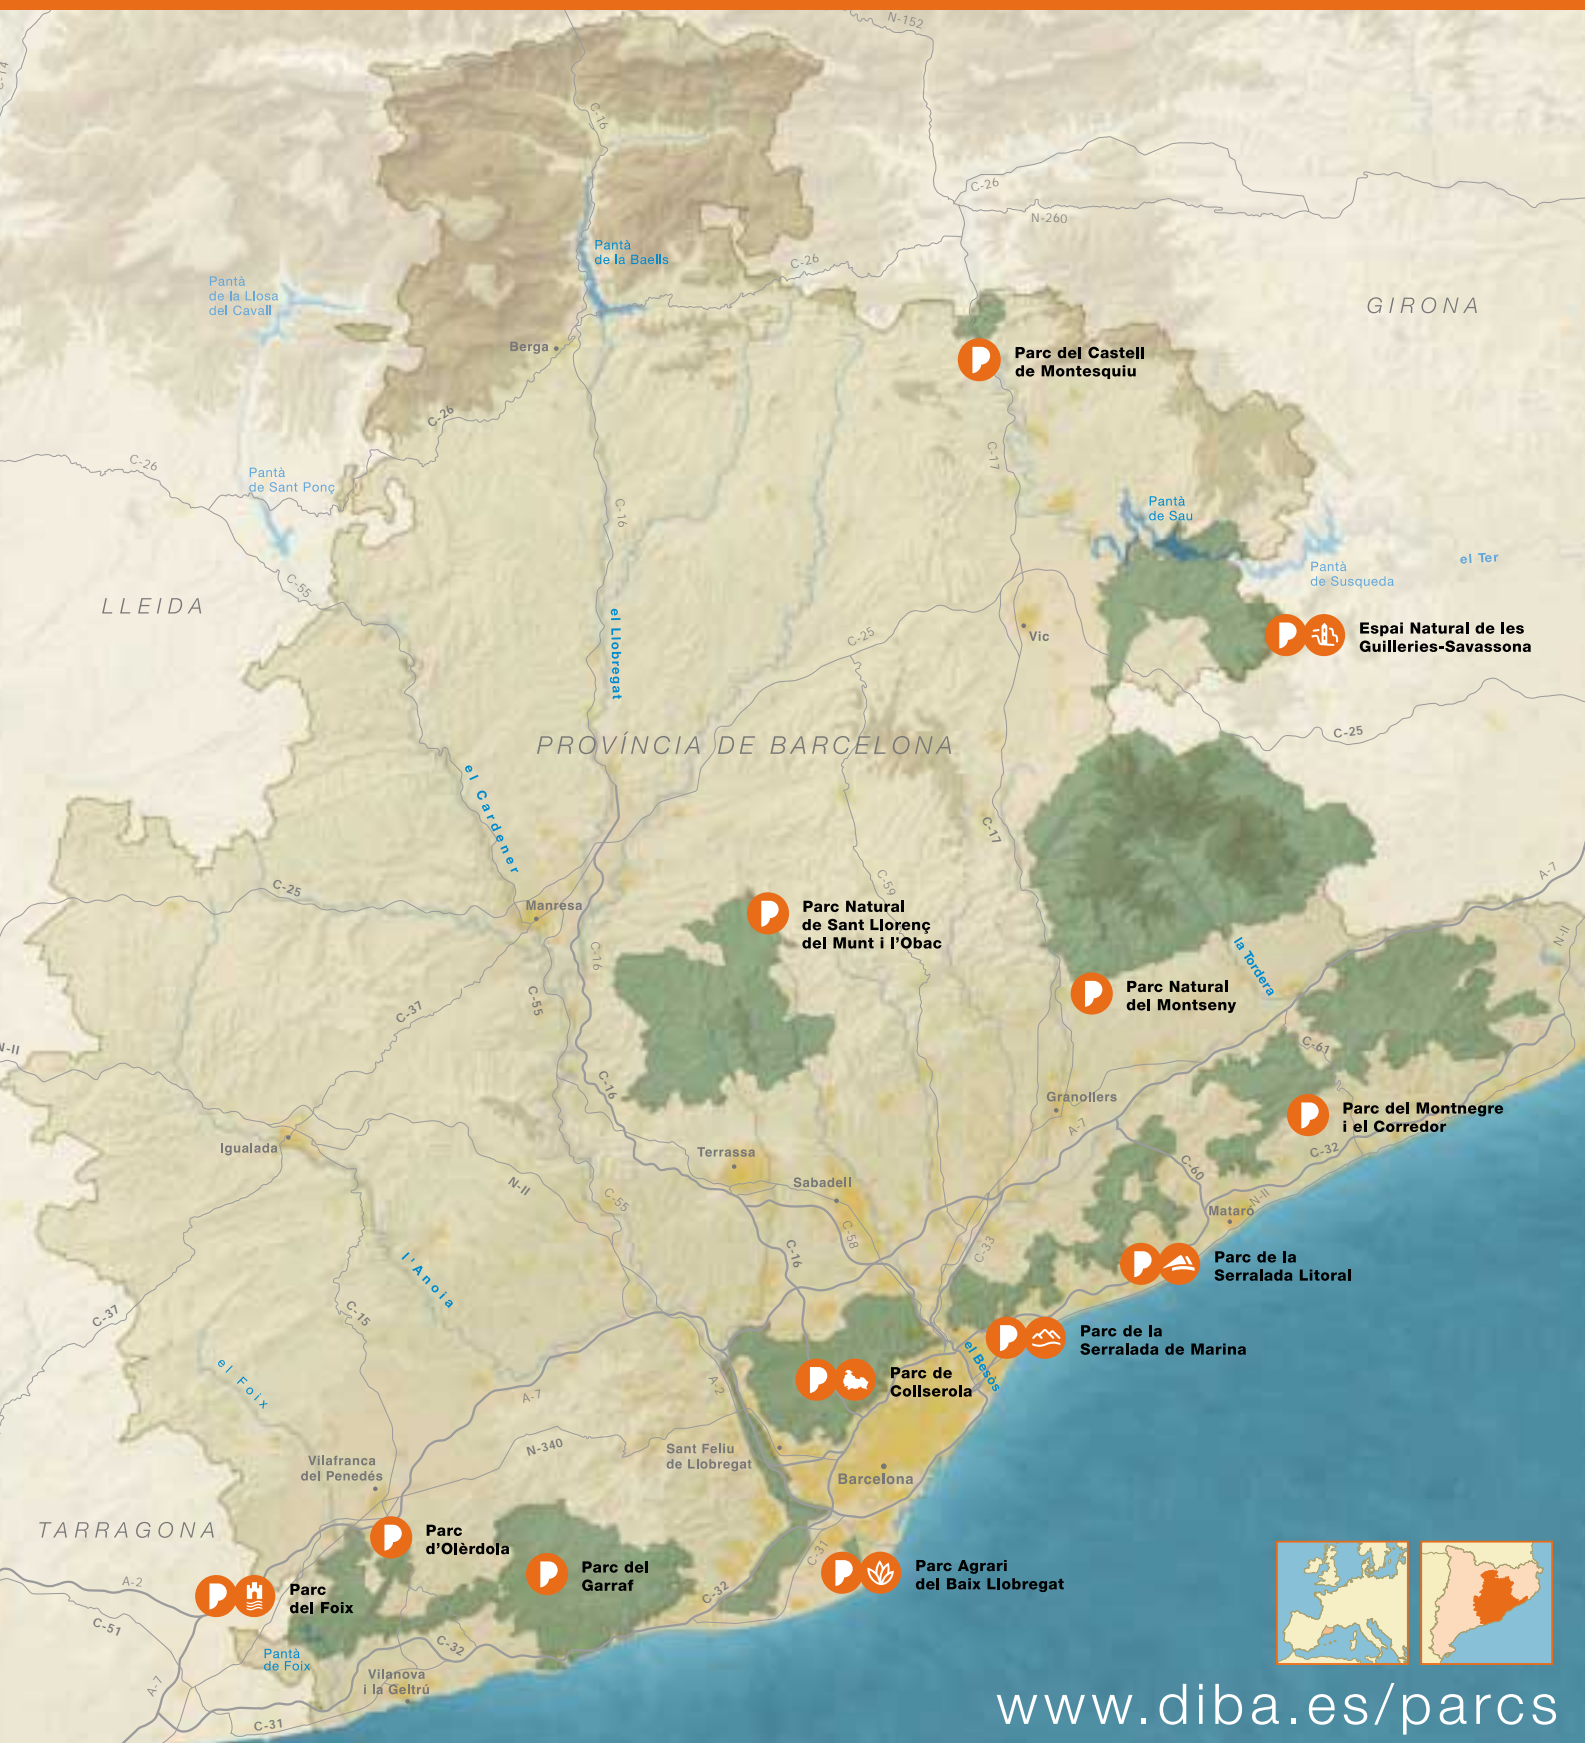 N-152
C-14
C-16
C-26
N-260
Pantà
de la Baells
C-26
Pantà
de la Llosa
del Cavall
GIRONA
Berga
Parc del Castell
de Montesquiu
C-26
C-17
C-26
Pantà
de Sant Ponç
C-16
Pantà
de Sau
el Ter
Pantà
de Susqueda
C-55
LLEIDA
el Llobregat
C-25
Vic
Espai Natural de les
Guilleries-Savassona
PROVÍNCIA DE BARCELONA
C-25
el Cardener
C-17
C-59
A-7
C-25
Manresa
Parc Natural
de Sant Llorenç
del Munt i l'Obac
N-II
la Tordera
C-16
C-55
Parc Natural
del Montseny
C-37
N-II
C-61
C-16
Granollers
Parc del Montnegre
i el Corredor
A-7
C-32
Igualada
Terrassa
C-60
Sabadell
N-II
C-55
N-II
Mataró
C-58
C-33
C-16
Parc de la
Serralada Litoral
l'Anoia
C-37
C-15
Parc de la
Serralada de Marina
el Besòs
el Foix
Parc de
Collserola
A-2
A-7
N-340
Sant Feliu
de Llobregat
Vilafranca
del Penedés
Barcelona
TARRAGONA
Parc
d'Olèrdola
C-31
Parc del
Garraf
Parc Agrari
del Baix Llobregat
A-2
Parc
del Foix
C-32
C-51
C-32
Pantà
de Foix
A-7
Vilanova
i la Geltrú
C-31
www.diba.es/parcs